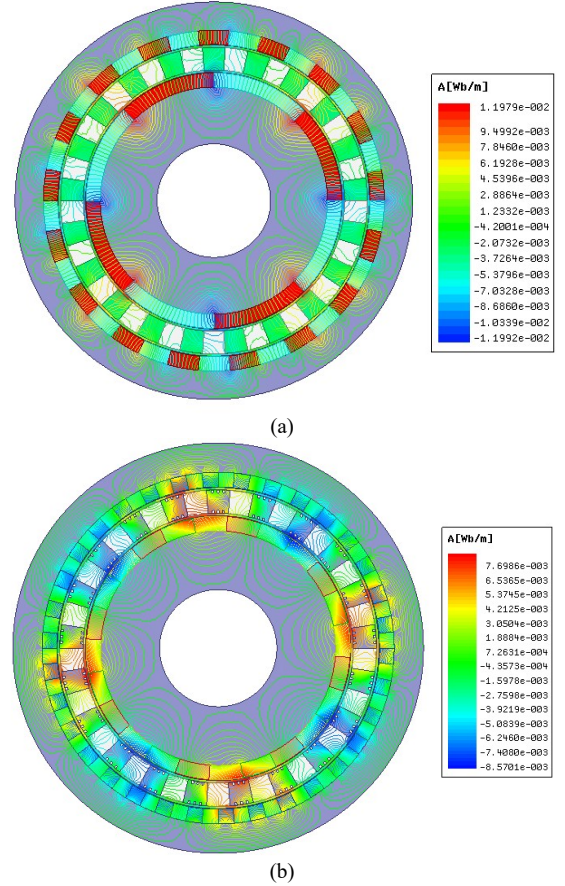 A[Wb/m]
1.1979e-002
9.4992e-003
7.8460e-003
6.1928e-003
4.5396e-003
2.8864e-003
1.2332e-003
-4.2001e-004
-2.0732e-003
-3.7264e-003
-5.3796e-003
-7.0328e-003
-8.6860e-003
-1.0339e-002
-1.1992e-002
(a)
A[Wb/m]
7.6986e-003
6.5365e-003
5.3745e-003
4.2125e-003
3.0504e-003
1.8884e-003
7.2631e-004
-4.3573e-004
-1.5978e-003
-2.7598e-003
-3.9219e-003
-5.0839e-003
-6.2460e-003
-7.4080e-003
-8.5701e-003
(b)